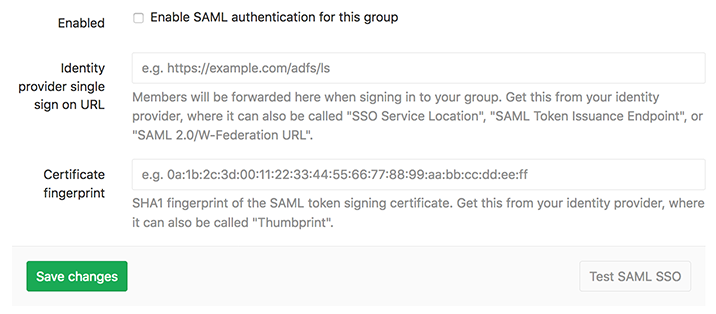 Enabled
Enable SAML authentication for this group
Identity
provider single
sign on URL
e.g. https://example.com/adfs/ls
Members will be forwarded here when signing in to your group. Get this from your identity
provider, where it can also be called "SSO Service Location", "SAML Token Issuance Endpoint", or
"SAML 2.0/W-Federation URL".
Certificate
fingerprint
e.g. 0a:1b:2c:3d:00:11:22:33:44:55:66:77:88:99:aa:bb:cc:dd:ee:ff
SHA1 fingerprint of the SAML token signing certificate. Get this from your identity provider, where
it can also be called "Thumbprint".
Save changes
Test SAML SSO